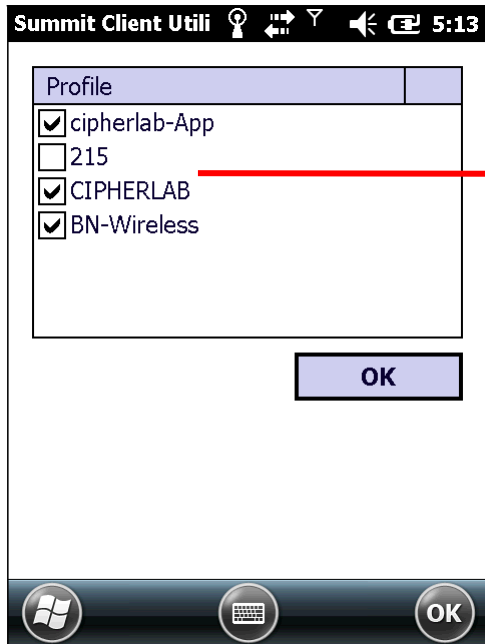 Summit Client Utili 5:13
Profile
cipherlab-App
215
CIPHERLAB
BN-Wireless
OK
OK